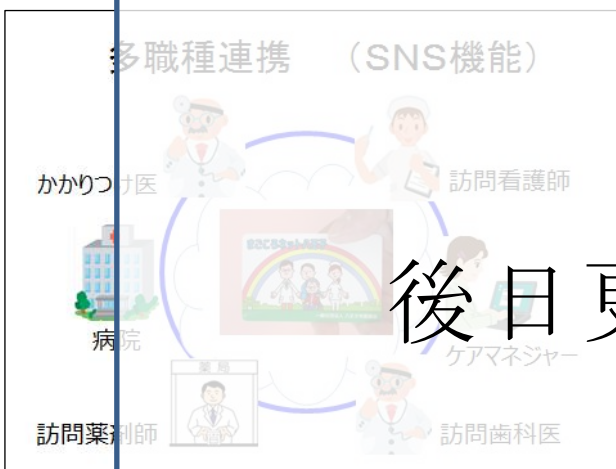 多職種連携 （SNS機能）
かかりつけ医
訪問看護師
後日
病院
ケアマネジャー
薬局
訪問薬剤師
訪問歯科医